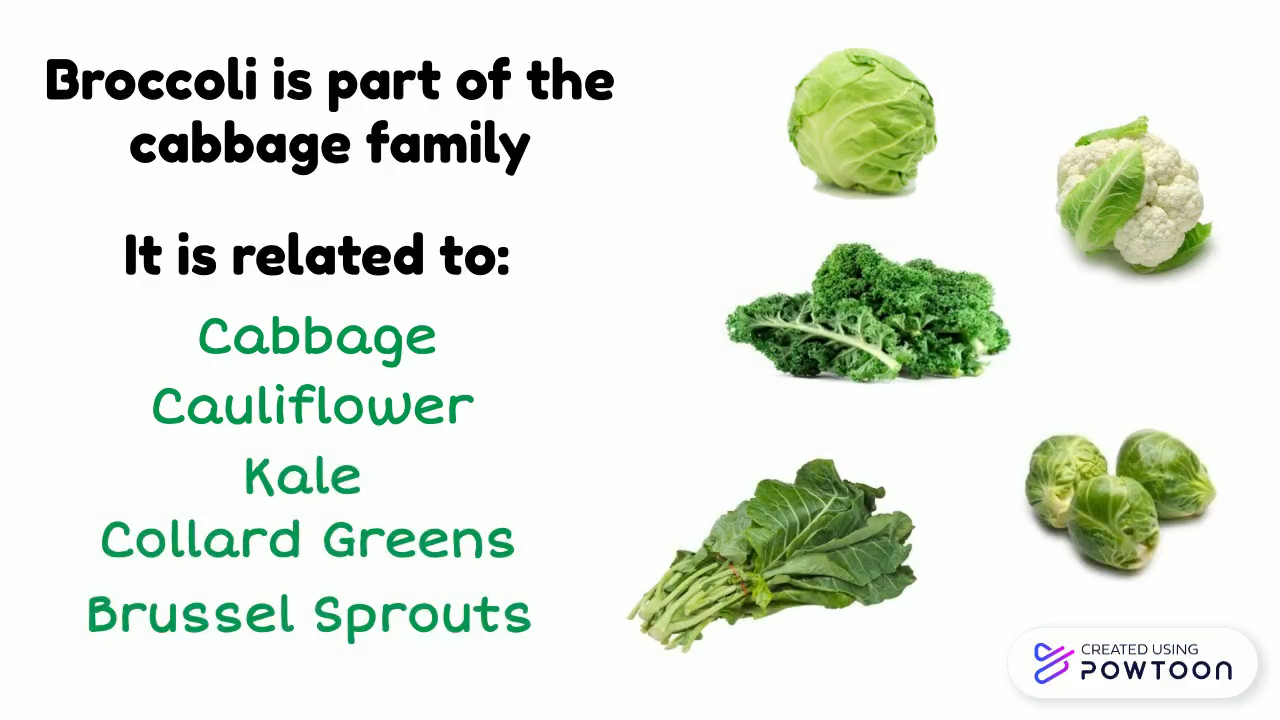 Broccoli is part of the
cabbage family
It is related to:
Cabbage
Cauliflower
Kale
Collard Greens
Brussel Sprouts
CREATED USING
POWTOON